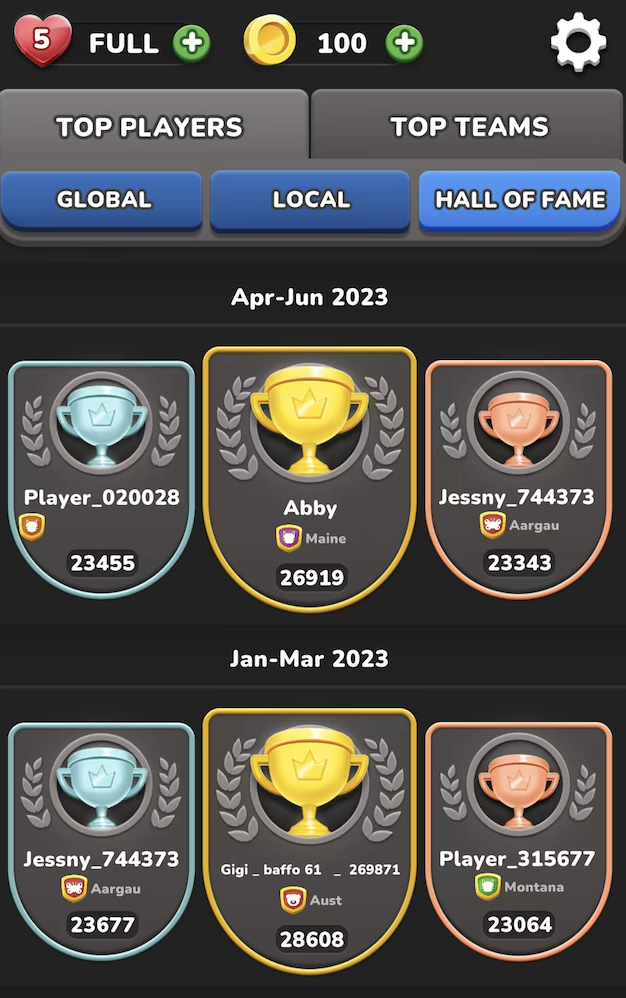 5 FULL 100
TOP PLAYERS TOP TEAMS
GLOBAL LOCAL HALL OF FAME
Apr-Jun 2023
Player_020028
23455
Abby
Maine
26919
Jessny_744373
Aargau
23343
Jan-Mar 2023
Jessny_744373
Aargau
23677
Gigi _ baffo 61 _ 269871
Aust
28608
Player_315677
Montana
23064